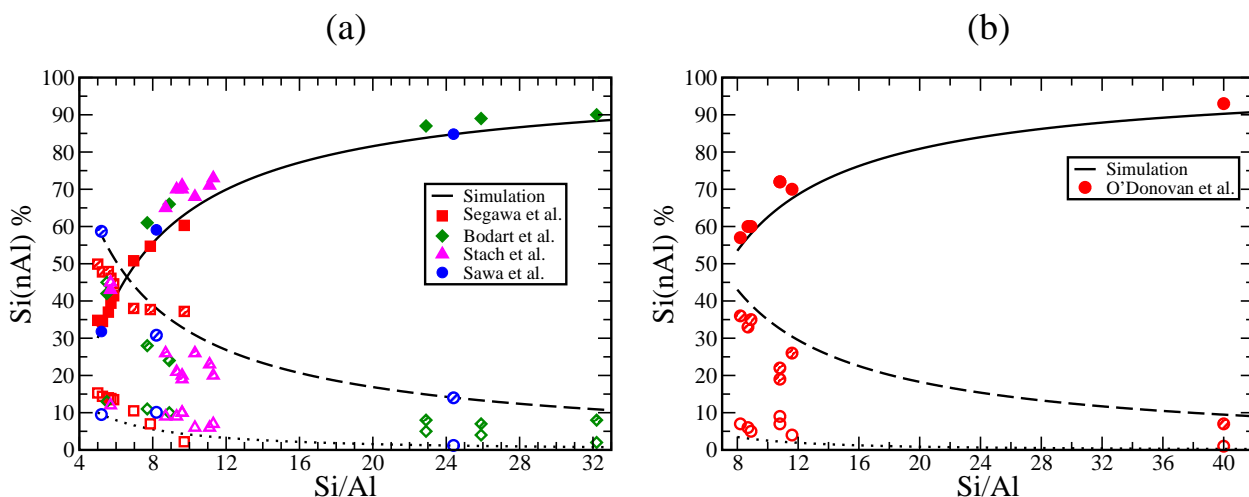 (a)
(b)
100
90
80
70
60
50
40
30
20
10
0
Si(nAl) %
4 8 12 16 20 24 28 32
Si/Al
Simulation
Segawa et al.
Bodart et al.
Stach et al.
Sawa et al.
100
90
80
70
60
50
40
30
20
10
0
Si(nAl) %
8 12 16 20 24 28 32 36 40
Si/Al
Simulation
O'Donovan et al.